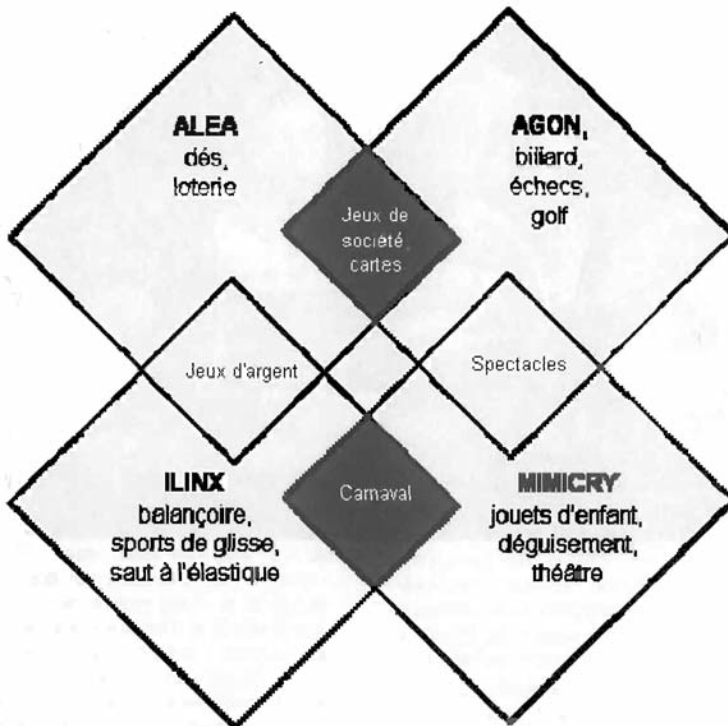 ALEA
dés,
loterie
AGON,
billard,
échecs,
golf
Jeux de
société,
cartes
Jeux d'argent
Spectacles
ILINX
balançoire,
sports de glisse,
saut à l'élastique
Carnaval
MIMICRY
jouets d'enfant,
déguisement,
théâtre